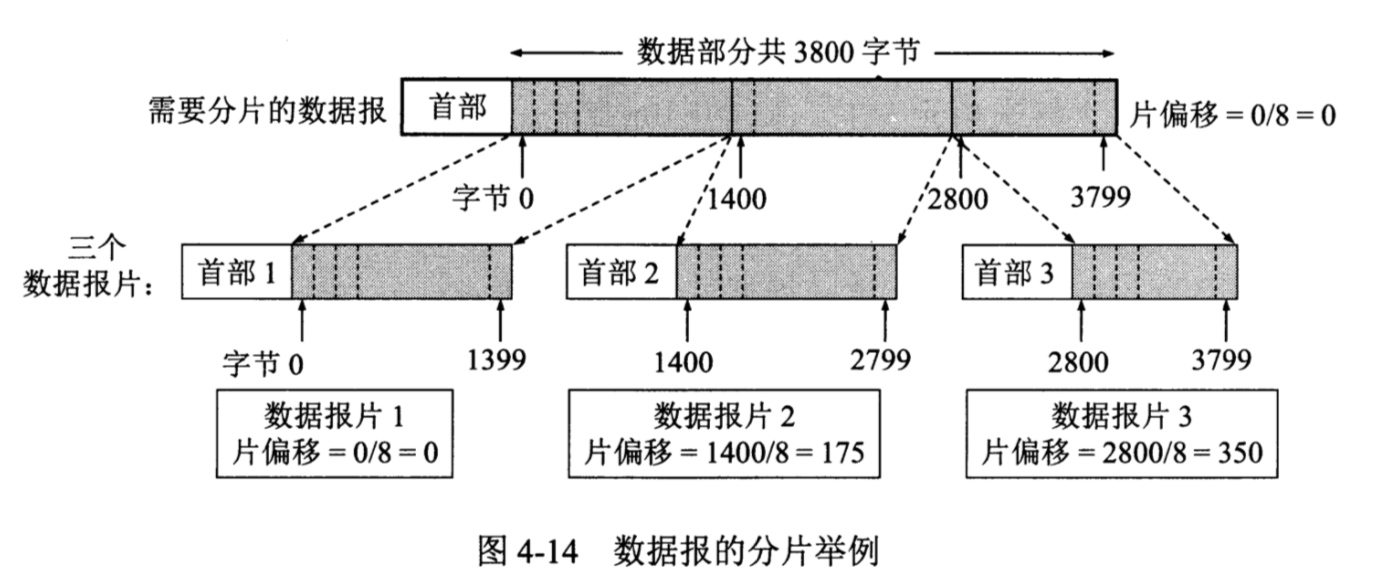 数据部分共 3800 字节
需要分片的数据报 首部 片偏移 = 0/8 = 0
字节 0 1400 2800 3799
三个
数据报片： 首部 1 首部 2 首部 3
字节 0 1399 1400 2799 2800 3799
数据报片 1 数据报片 2 数据报片 3
片偏移 = 0/8 = 0 片偏移 = 1400/8 = 175 片偏移 = 2800/8 = 350
图 4-14 数据报的分片举例